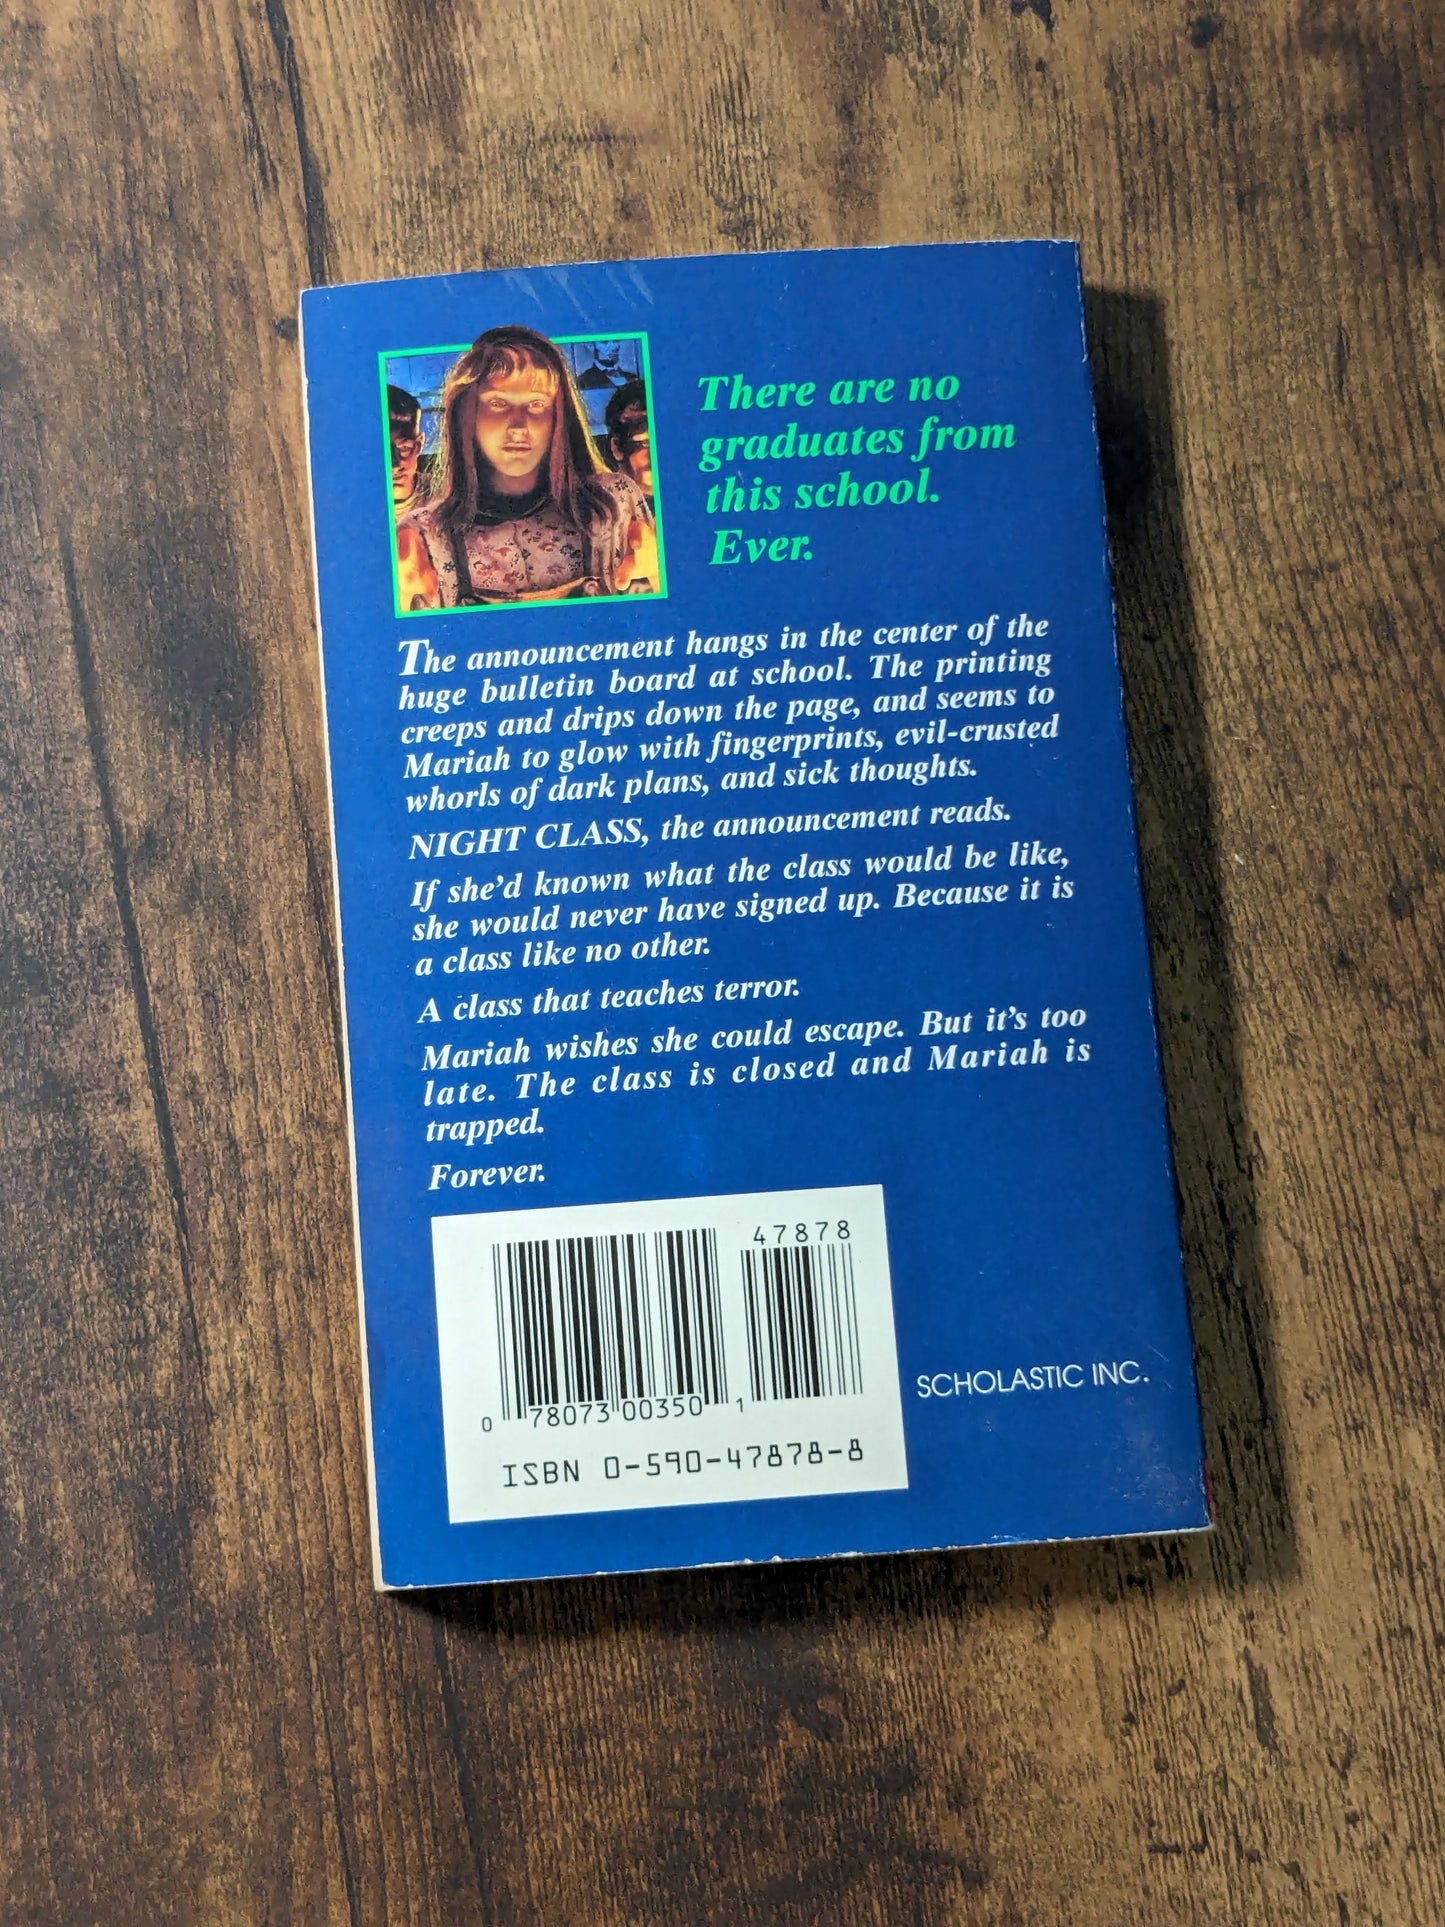 There are no
graduates from
this school.
Ever.
The announcement hangs in the center of the
huge bulletin board at school. The printing
creeps and drips down the page, and seems to
Mariah to glow with fingerprints, evil-crusted
whorls of dark plans, and sick thoughts.
NIGHT CLASS, the announcement reads.
If she'd known what the class would be like,
she would never have signed up. Because it is
a class like no other.
A class that teaches terror.
Mariah wishes she could escape. But it's too
late. The class is closed and Mariah is
trapped.
Forever.
47878
0 78073 00350 1
ISBN 0-590-47878-8
SCHOLASTIC INC.